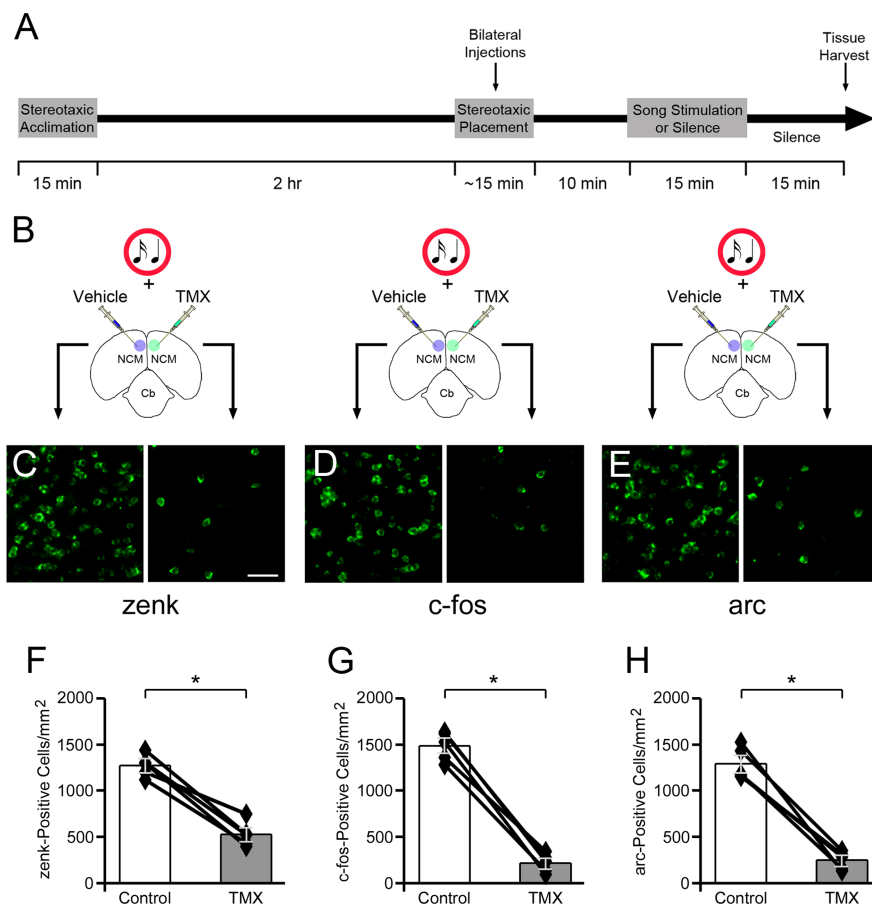 A
Bilateral
Injections
Tissue
Harvest
Stereotaxic
Acclimation
Stereotaxic
Placement
Song Stimulation
or Silence
Silence
15 min
2 hr
~15 min
10 min
15 min
15 min
B
+
+
+
Vehicle TMX
Vehicle TMX
Vehicle TMX
NCM NCM
NCM NCM
NCM NCM
Cb
Cb
Cb
C
D
E
zenk
c-fos
arc
F
zenk-Positive Cells/mm2
2000
1500
1000
500
0
*
Control TMX
G
c-fos-Positive Cells/mm2
2000
1500
1000
500
0
*
Control TMX
H
arc-Positive Cells/mm2
2000
1500
1000
500
0
*
Control TMX